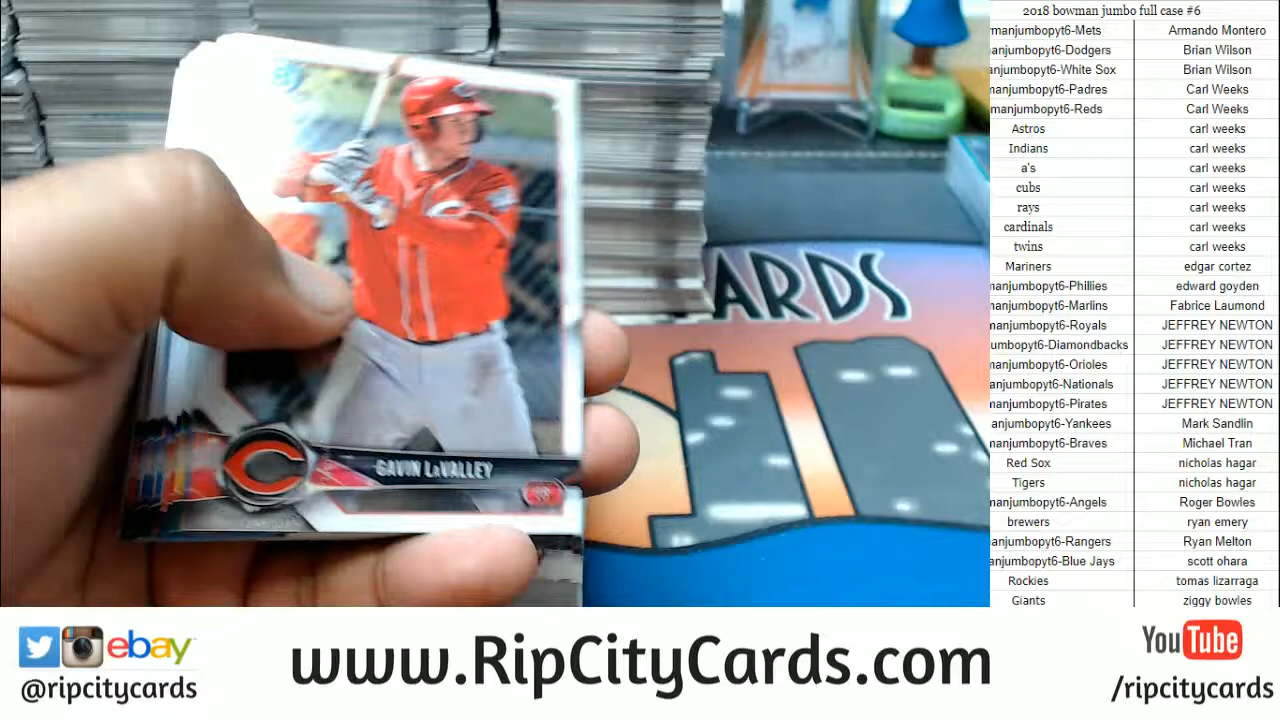 GAVIN LAVALLEY
ARDS
2018 bowman jumbo full case #6
manjumbopyt6-Mets Armando Montero
anjumbopyt6-Dodgers Brian Wilson
anjumbopyt6-White Sox Brian Wilson
manjumbopyt6-Padres Carl Weeks
manjumbopyt6-Reds Carl Weeks
Astros carl weeks
Indians carl weeks
a's carl weeks
cubs carl weeks
rays carl weeks
cardinals carl weeks
twins carl weeks
Mariners edgar cortez
manjumbopyt6-Phillies edward goyden
manjumbopyt6-Marlins Fabrice Laumond
manjumbopyt6-Royals JEFFREY NEWTON
umbopyt6-Diamondbacks JEFFREY NEWTON
manjumbopyt6-Orioles JEFFREY NEWTON
anjumbopyt6-Nationals JEFFREY NEWTON
manjumbopyt6-Pirates JEFFREY NEWTON
anjumbopyt6-Yankees Mark Sandlin
manjumbopyt6-Braves Michael Tran
Red Sox nicholas hagar
Tigers nicholas hagar
manjumbopyt6-Angels Roger Bowles
brewers ryan emery
anjumbopyt6-Rangers Ryan Melton
anjumbopyt6-Blue Jays scott ohara
Rockies tomas lizarraga
Giants ziggy bowles
ebay
@ripcitycards
www.RipCityCards.com
YouTube
/ripcitycards